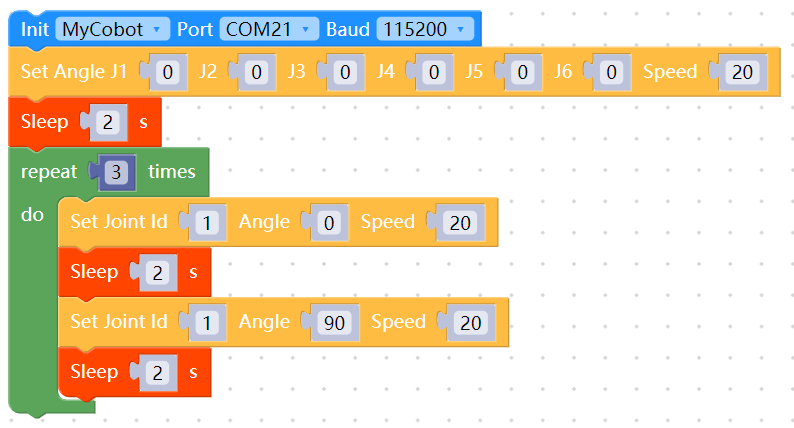 Init MyCobot Port COM21 Baud 115200
Set Angle J1 0 J2 0 J3 0 J4 0 J5 0 J6 0 Speed 20
Sleep 2 s
repeat 3 times
do Set Joint Id 1 Angle 0 Speed 20
Sleep 2 s
Set Joint Id 1 Angle 90 Speed 20
Sleep 2 s